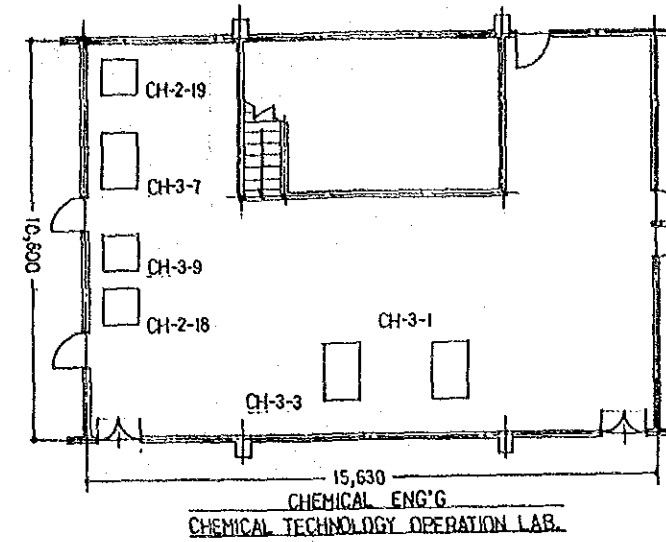 CH-2-19
CH-3-7
10,600
CH-3-9
CH-2-18
CH-3-1
CH-3-3
15,630
CHEMICAL ENG'G
CHEMICAL TECHNOLOGY OPERATION LAB.